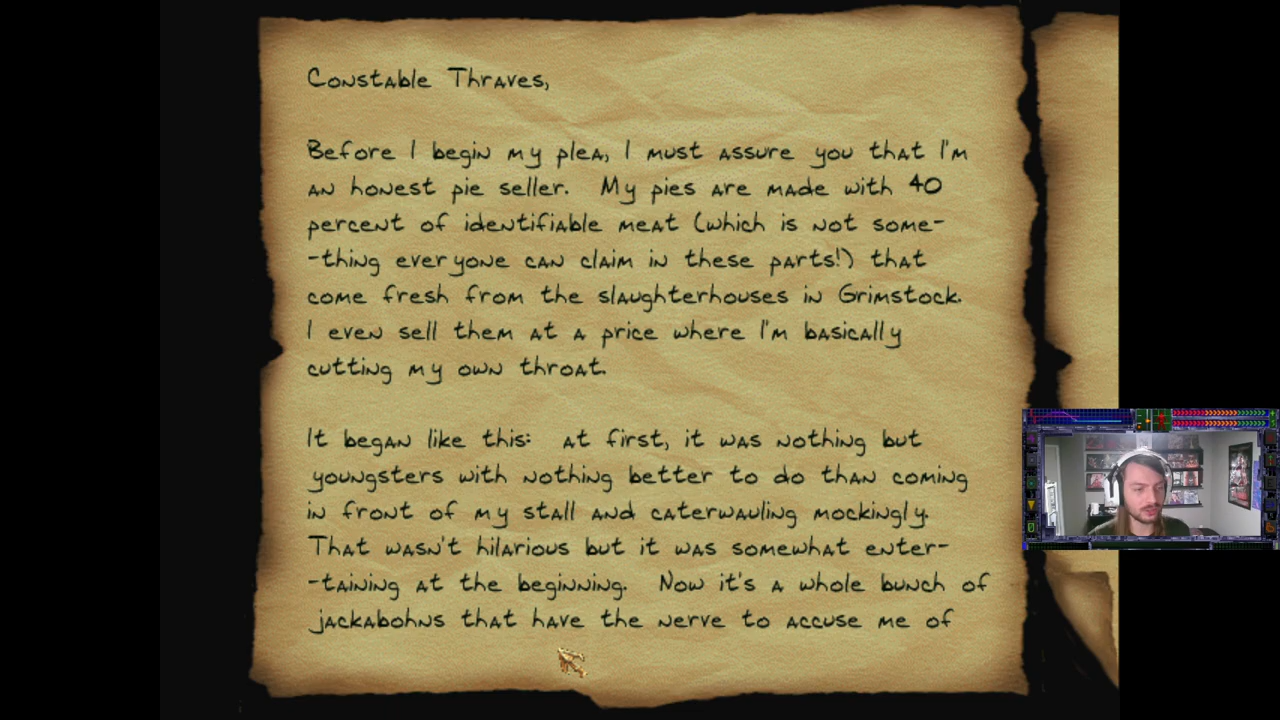 Constable Thraves,
Before I begin my plea, I must assure you that I'm
an honest pie seller. My pies are made with 40
percent of identifiable meat (which is not some-
-thing everyone can claim in these parts!) that
come fresh from the slaughterhouses in Grimstock.
I even sell them at a price where I'm basically
cutting my own throat.
It began like this: at first, it was nothing but
youngsters with nothing better to do than coming
in front of my stall and caterwauling mockingly.
That wasn't hilarious but it was somewhat enter-
-taining at the beginning. Now it's a whole bunch of
jackabohns that have the nerve to accuse me of